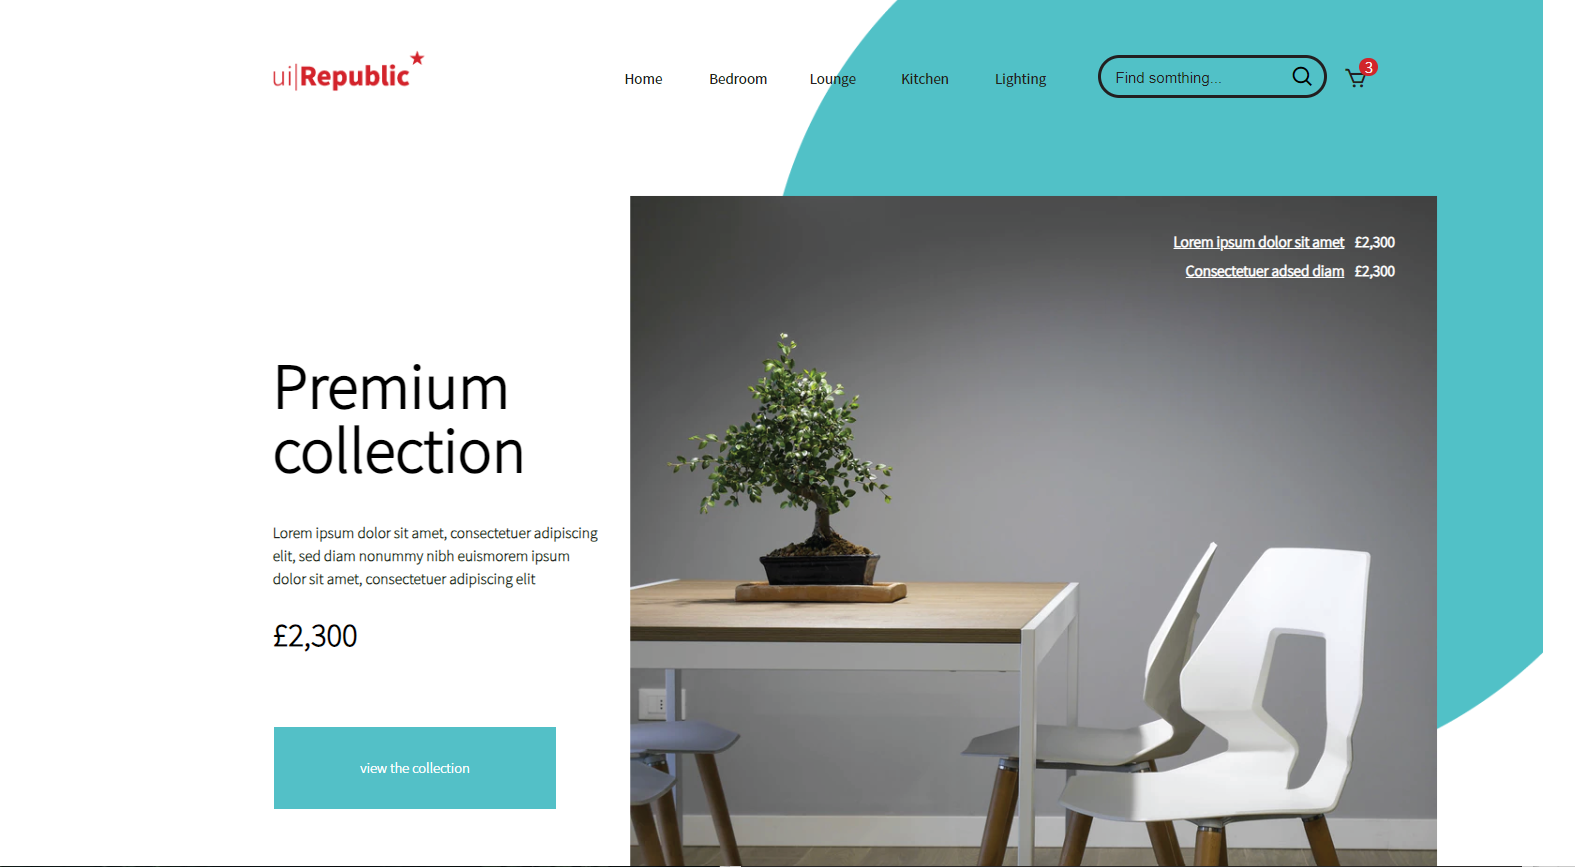 ui|Republic
Home Bedroom Lounge Kitchen Lighting
Find somthing...
3
Lorem ipsum dolor sit amet £2,300
Consectetuer adsed diam £2,300
Premium
collection
Lorem ipsum dolor sit amet, consectetuer adipiscing
elit, sed diam nonummy nibh euismorem ipsum
dolor sit amet, consectetuer adipiscing elit
£2,300
view the collection